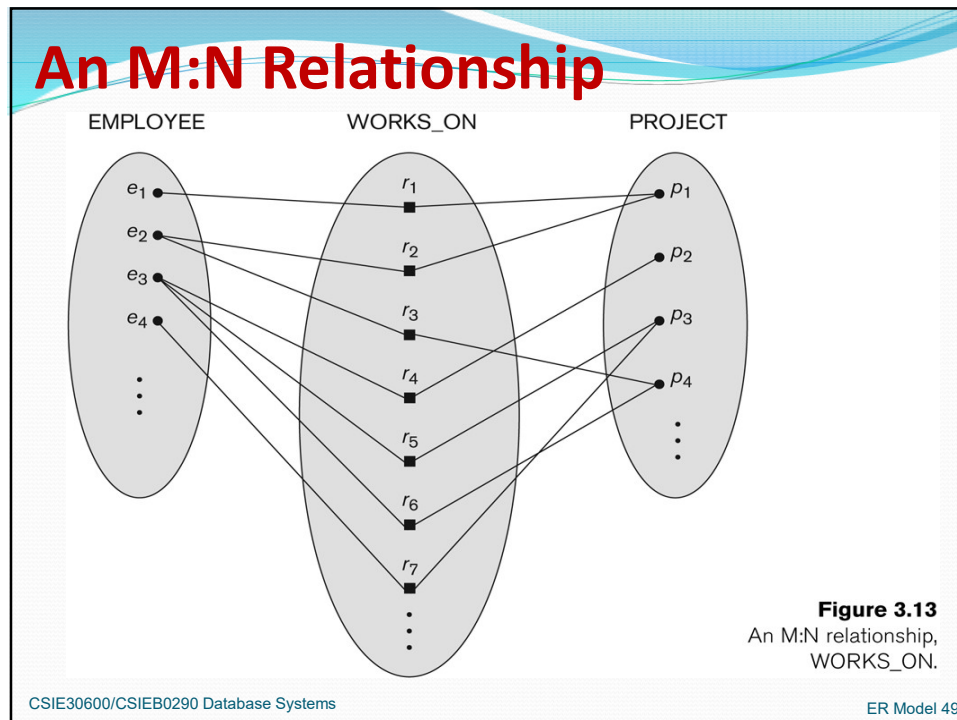 An M:N Relationship
EMPLOYEE WORKS_ON PROJECT
e1
e2
e3
e4
r1
r2
r3
r4
r5
r6
r7
p1
p2
p3
p4
Figure 3.13
An M:N relationship,
WORKS_ON.
CSIE30600/CSIEB0290 Database Systems
ER Model 49